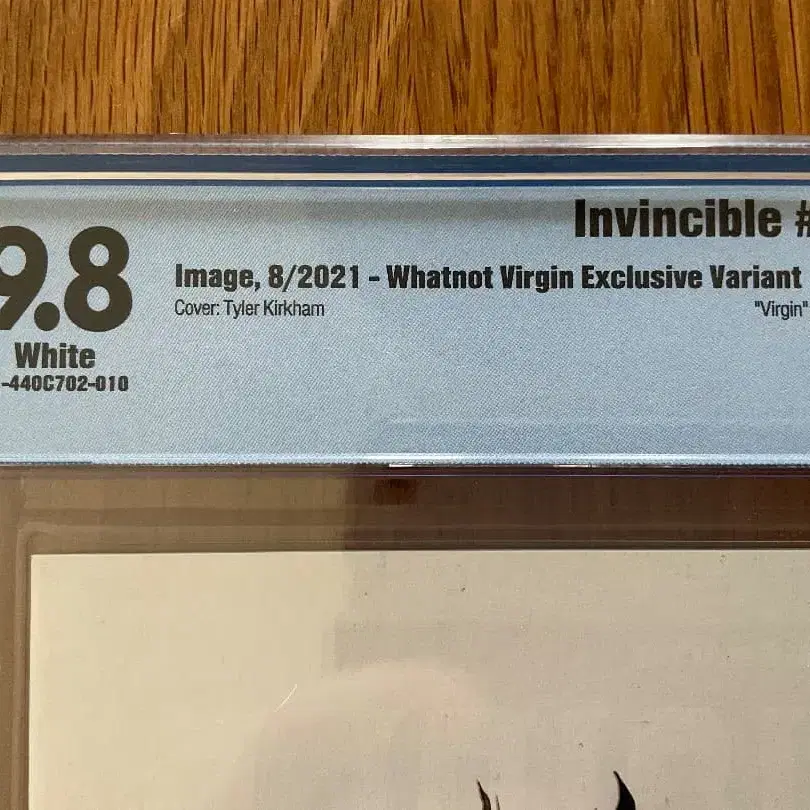 Invincible #
9.8
Image, 8/2021 - Whatnot Virgin Exclusive Variant
Cover: Tyler Kirkham
"Virgin"
White
-440C702-010